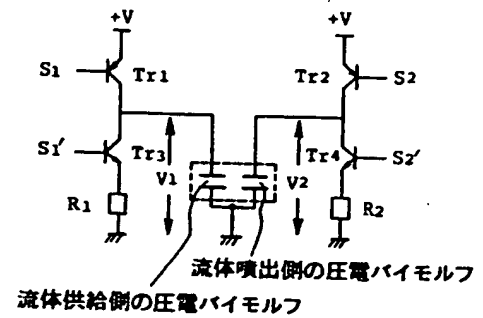 +V +V
S1 Tr1 Tr2 S2
S1' Tr3 V1 V2 Tr4 S2'
R1 R2
流体噴出側の圧電バイモルフ
流体供給側の圧電バイモルフ